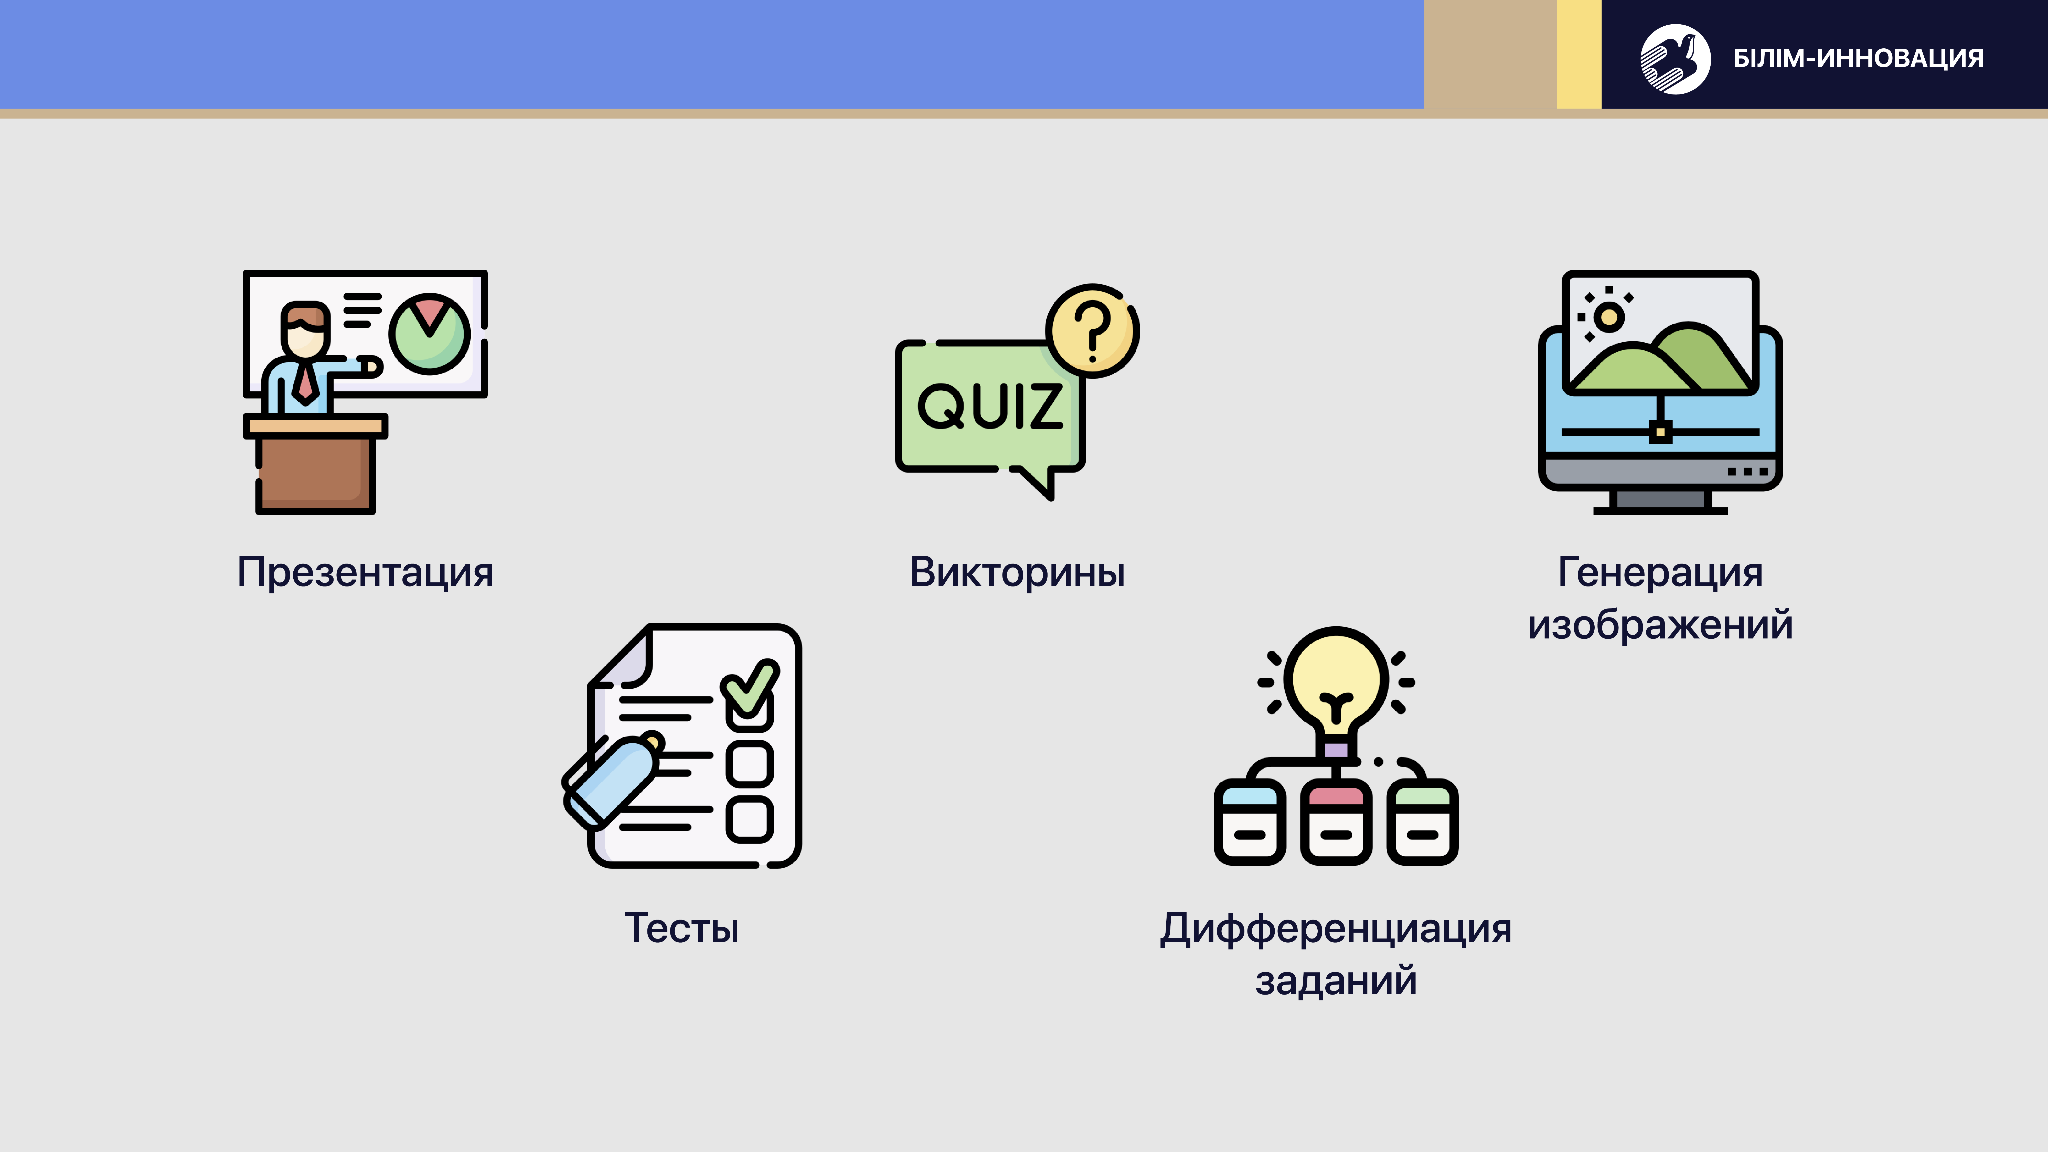 БІЛІМ-ИННОВАЦИЯ
QUIZ
?
Презентация
Викторины
Генерация
изображений
Тесты
Дифференциация
заданий